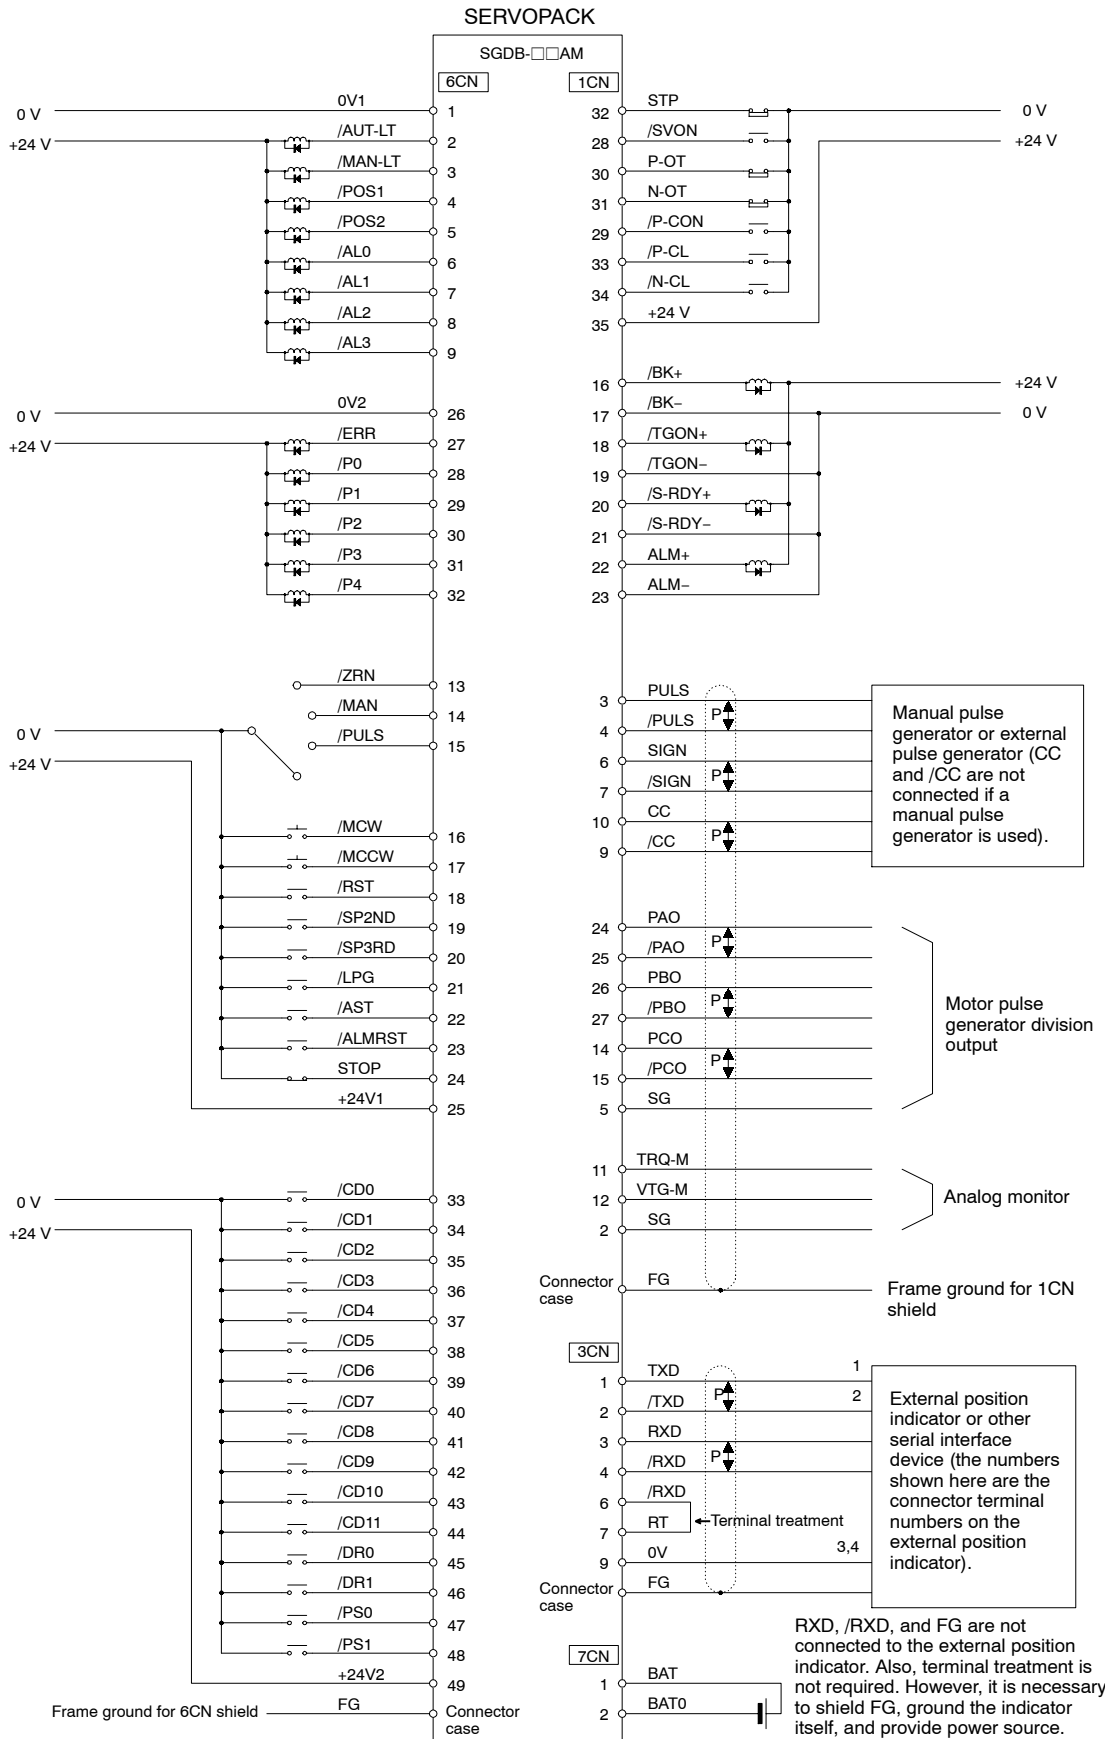 SERVOPACK
SGDB-□□AM
6CN
0 V
0V1
1
+24 V
/AUT-LT
2
/MAN-LT
3
/POS1
4
/POS2
5
/AL0
6
/AL1
7
/AL2
8
/AL3
9
0 V
0V2
26
+24 V
/ERR
27
/P0
28
/P1
29
/P2
30
/P3
31
/P4
32
/ZRN
13
/MAN
14
/PULS
15
0 V
+24 V
/MCW
16
/MCCW
17
/RST
18
/SP2ND
19
/SP3RD
20
/LPG
21
/AST
22
/ALMRST
23
STOP
24
+24V1
25
0 V
/CD0
33
+24 V
/CD1
34
/CD2
35
/CD3
36
/CD4
37
/CD5
38
/CD6
39
/CD7
40
/CD8
41
/CD9
42
/CD10
43
/CD11
44
/DR0
45
/DR1
46
/PS0
47
/PS1
48
+24V2
49
Frame ground for 6CN shield
FG
Connector
case
1CN
32
STP
0 V
28
/SVON
+24 V
30
P-OT
31
N-OT
29
/P-CON
33
/P-CL
34
/N-CL
35
+24 V
16
/BK+
+24 V
17
/BK−
0 V
18
/TGON+
19
/TGON−
20
/S-RDY+
21
/S-RDY−
22
ALM+
23
ALM−
3
PULS
P
4
/PULS
6
SIGN
P
7
/SIGN
10
CC
P
9
/CC
Manual pulse
generator or external
pulse generator (CC
and /CC are not
connected if a
manual pulse
generator is used).
24
PAO
P
25
/PAO
26
PBO
P
27
/PBO
14
PCO
P
15
/PCO
5
SG
Motor pulse
generator division
output
11
TRQ-M
12
VTG-M
2
SG
Analog monitor
Connector
case
FG
Frame ground for 1CN
shield
3CN
1
TXD
P
1
2
/TXD
2
3
RXD
P
4
/RXD
6
/RXD
7
RT
Terminal treatment
9
0V
3,4
Connector
case
FG
External position
indicator or other
serial interface
device (the numbers
shown here are the
connector terminal
numbers on the
external position
indicator).
RXD, /RXD, and FG are not
connected to the external position
indicator. Also, terminal treatment is
not required. However, it is necessary
to shield FG, ground the indicator
itself, and provide power source.
7CN
1
BAT
2
BAT0